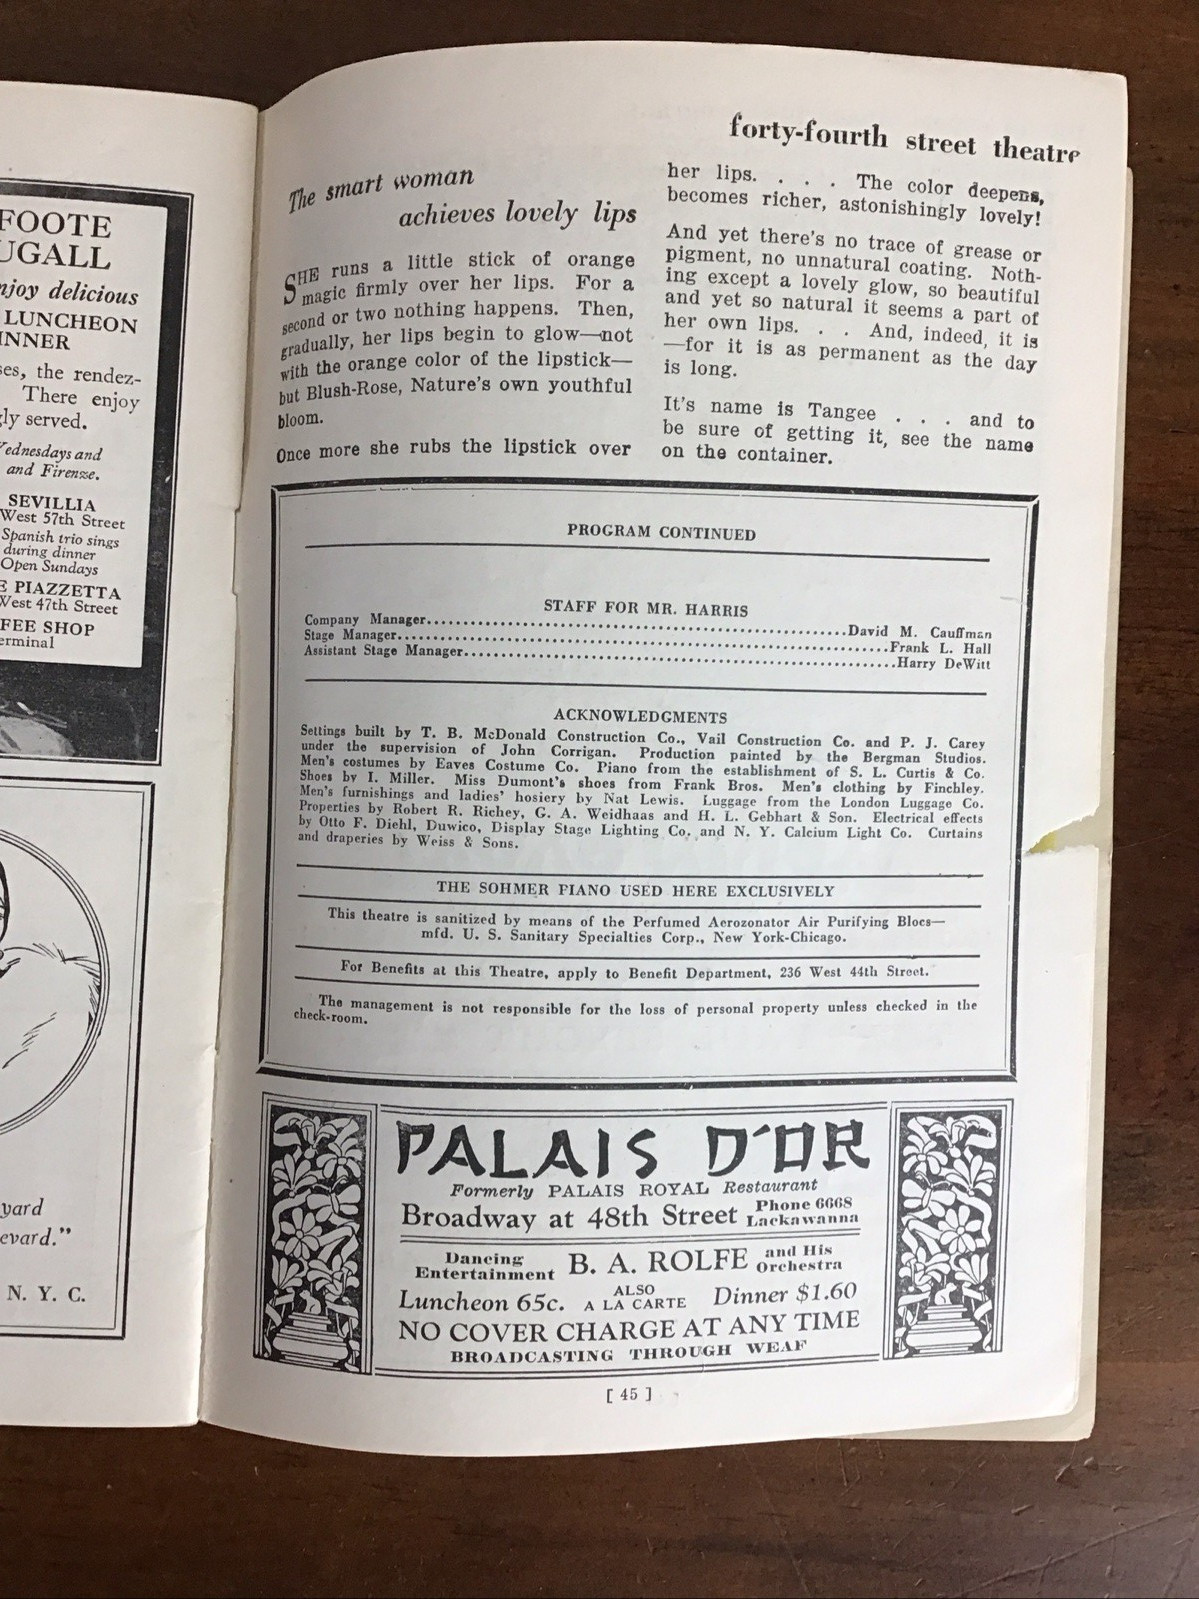 FOOTE
UGALL
njoy delicious
LUNCHEON
INNER
ses, the rendez-
There enjoy
gly served.
Wednesdays and
and Firenze.
SEVILLIA
West 57th Street
Spanish trio sings
during dinner
Open Sundays
E PIAZZETTA
West 47th Street
FEE SHOP
erminal
yard
evard."
N. Y. C.
forty-fourth street theatre
The smart woman
achieves lovely lips
SHE runs a little stick of orange
magic firmly over her lips. For a
second or two nothing happens. Then,
gradually, her lips begin to glow—not
with the orange color of the lipstick—
but Blush-Rose, Nature's own youthful
bloom.
Once more she rubs the lipstick over
her lips. . . . The color deepens,
becomes richer, astonishingly lovely!
And yet there's no trace of grease or
pigment, no unnatural coating. Noth-
ing except a lovely glow, so beautiful
and yet so natural it seems a part of
her own lips. . . And, indeed, it is
—for it is as permanent as the day
is long.
It's name is Tangee . . . and to
be sure of getting it, see the name
on the container.
PROGRAM CONTINUED
STAFF FOR MR. HARRIS
Company Manager....David M. Cauffman
Stage Manager....Frank L. Hall
Assistant Stage Manager....Harry DeWitt
ACKNOWLEDGMENTS
Settings built by T. B. McDonald Construction Co., Vail Construction Co. and P. J. Carey
under the supervision of John Corrigan. Production painted by the Bergman Studios.
Men's costumes by Eaves Costume Co. Piano from the establishment of S. L. Curtis & Co.
Shoes by I. Miller. Miss Dumont's shoes from Frank Bros. Men's clothing by Finchley.
Men's furnishings and ladies' hosiery by Nat Lewis. Luggage from the London Luggage Co.
Properties by Robert R. Richey, G. A. Weidhaas and H. L. Gebhart & Son. Electrical effects
by Otto F. Diehl, Duwico, Display Stage Lighting Co. and N. Y. Calcium Light Co. Curtains
and draperies by Weiss & Sons.
THE SOHMER PIANO USED HERE EXCLUSIVELY
This theatre is sanitized by means of the Perfumed Aerozonator Air Purifying Blocs—
mfd. U. S. Sanitary Specialties Corp., New York-Chicago.
For Benefits at this Theatre, apply to Benefit Department, 236 West 44th Street.
The management is not responsible for the loss of personal property unless checked in the
check-room.
PALAIS D'OR
Formerly PALAIS ROYAL Restaurant
Broadway at 48th Street Phone 6668 Lackawanna
Dancing Entertainment B. A. ROLFE and His Orchestra
Luncheon 65c. ALSO A LA CARTE Dinner $1.60
NO COVER CHARGE AT ANY TIME
BROADCASTING THROUGH WEAF
[ 45 ]